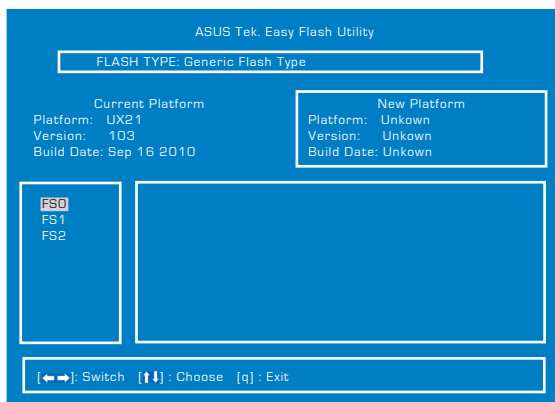 ASUS Tek. Easy Flash Utility
FLASH TYPE: Generic Flash Type
Current Platform
Platform: UX21
Version: 103
Build Date: Sep 16 2010
New Platform
Platform: Unkown
Version: Unkown
Build Date: Unkown
FS0
FS1
FS2
[←→]: Switch [↑↓] : Choose [q] : Exit